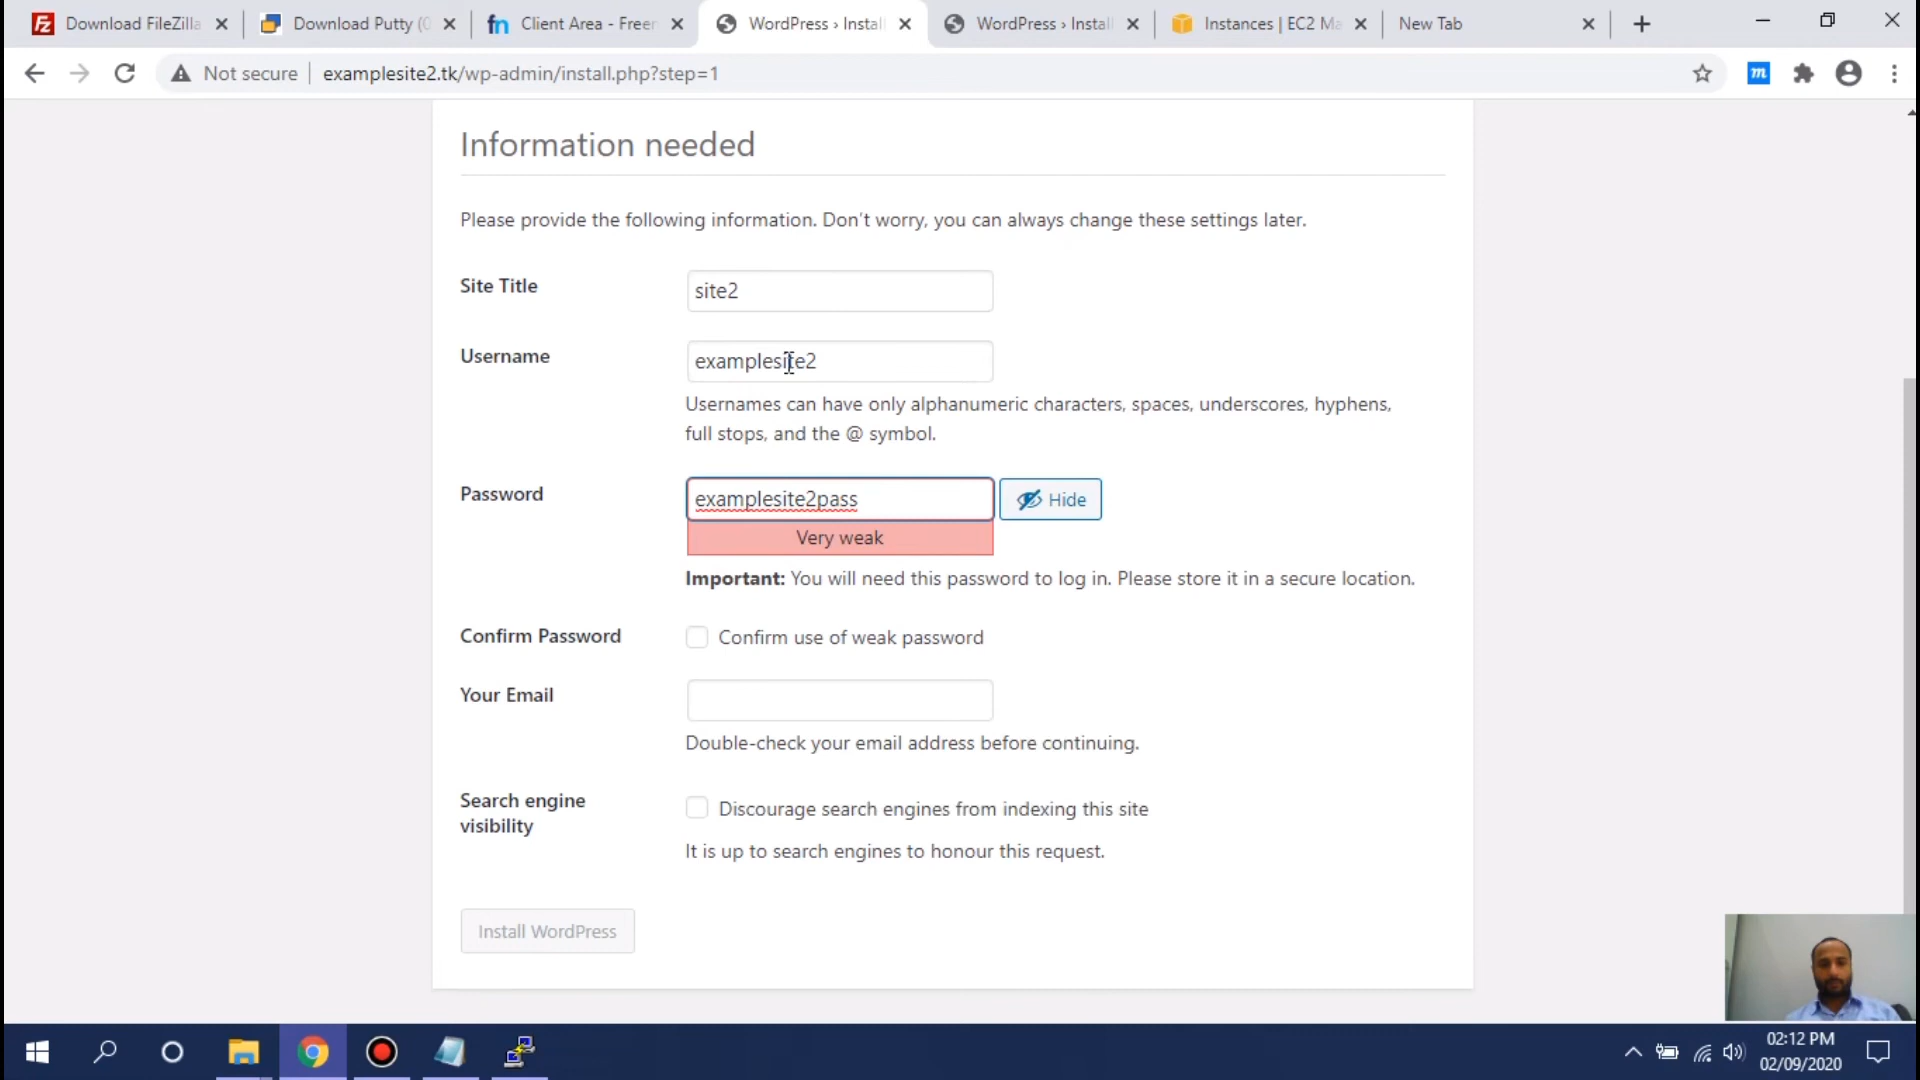 Download FileZilla
Download Putty (0
Client Area - Freen
WordPress › Install
WordPress › Install
Instances | EC2 Ma
New Tab
Not secure
examplesite2.tk/wp-admin/install.php?step=1
Information needed
Please provide the following information. Don’t worry, you can always change these settings later.
Site Title
site2
Username
examplesite2
Usernames can have only alphanumeric characters, spaces, underscores, hyphens,
full stops, and the @ symbol.
Password
examplesite2pass
Hide
Very weak
Important: You will need this password to log in. Please store it in a secure location.
Confirm Password
Confirm use of weak password
Your Email
Double-check your email address before continuing.
Search engine
visibility
Discourage search engines from indexing this site
It is up to search engines to honour this request.
Install WordPress
02:12 PM
02/09/2020